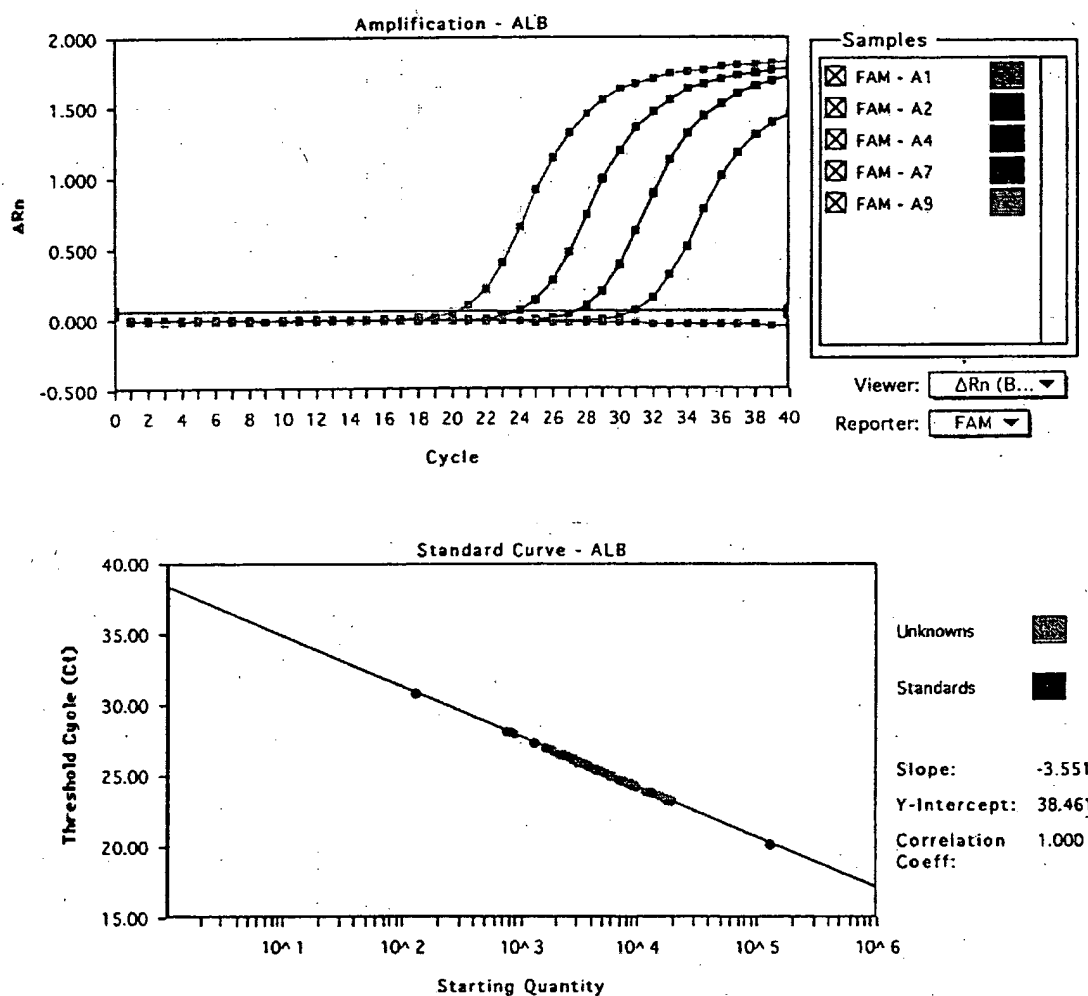 Amplification - ALB
2.000
1.500
1.000
0.500
0.000
-0.500
ΔRn
0 2 4 6 8 10 12 14 16 18 20 22 24 26 28 30 32 34 36 38 40
Cycle
Samples
FAM - A1
FAM - A2
FAM - A4
FAM - A7
FAM - A9
Viewer: ΔRn (B... ▼
Reporter: FAM ▼
Standard Curve - ALB
40.00
35.00
30.00
25.00
20.00
15.00
Threshold Cycle (Ct)
10^1 10^2 10^3 10^4 10^5 10^6
Starting Quantity
Unknowns
Standards
Slope: -3.551
Y-Intercept: 38.461
Correlation 1.000
Coeff: